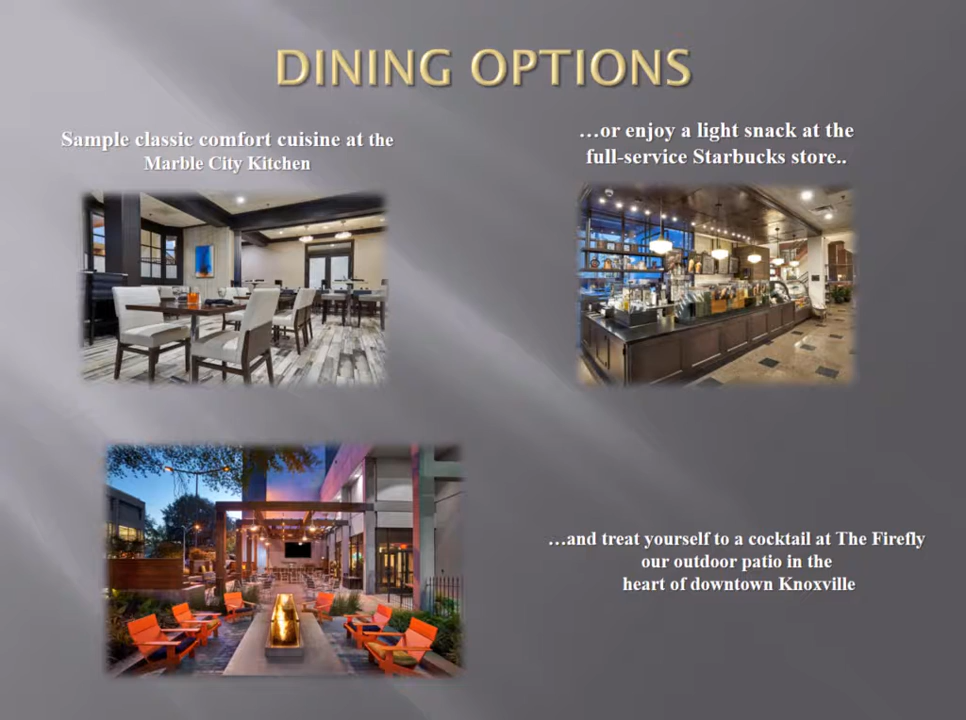 DINING OPTIONS
Sample classic comfort cuisine at the
Marble City Kitchen
…or enjoy a light snack at the
full-service Starbucks store..
…and treat yourself to a cocktail at The Firefly
our outdoor patio in the
heart of downtown Knoxville